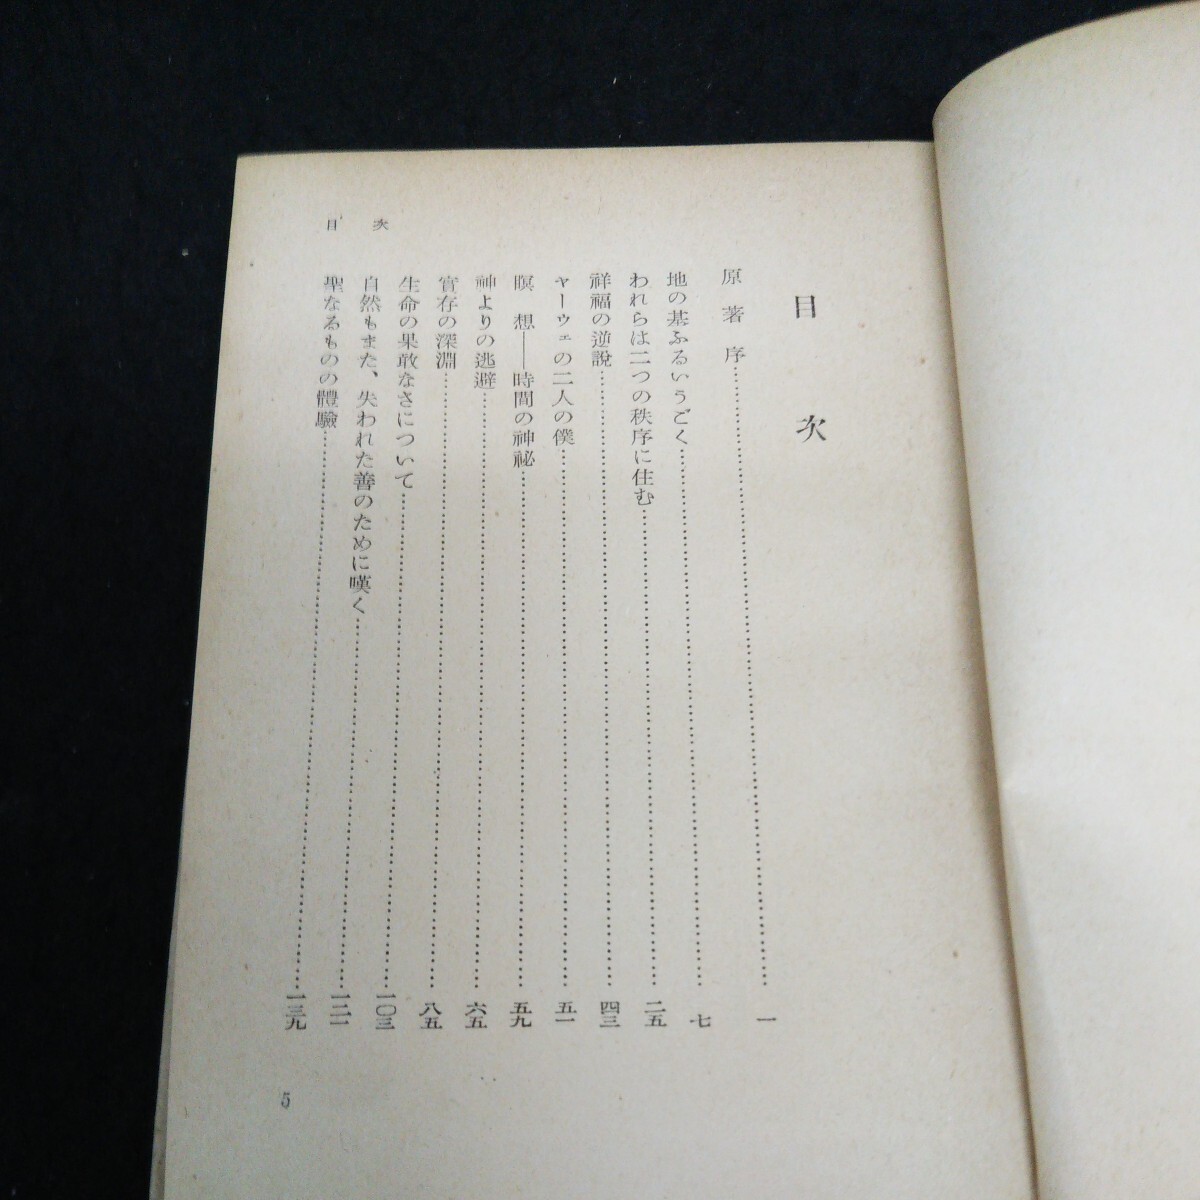 目次
原著序……一
地の基ふるいうごく……七
われらは二つの秩序に住む……二五
祥福の逆說……四三
ヤーウェの二人の僕……五一
瞑想——時間の神祕……五九
神よりの逃避……六五
實存の深淵……八五
生命の果敢なさについて……一〇三
自然もまた、失われた善のために嘆く……一二一
聖なるものの體驗……一三九
目次
5